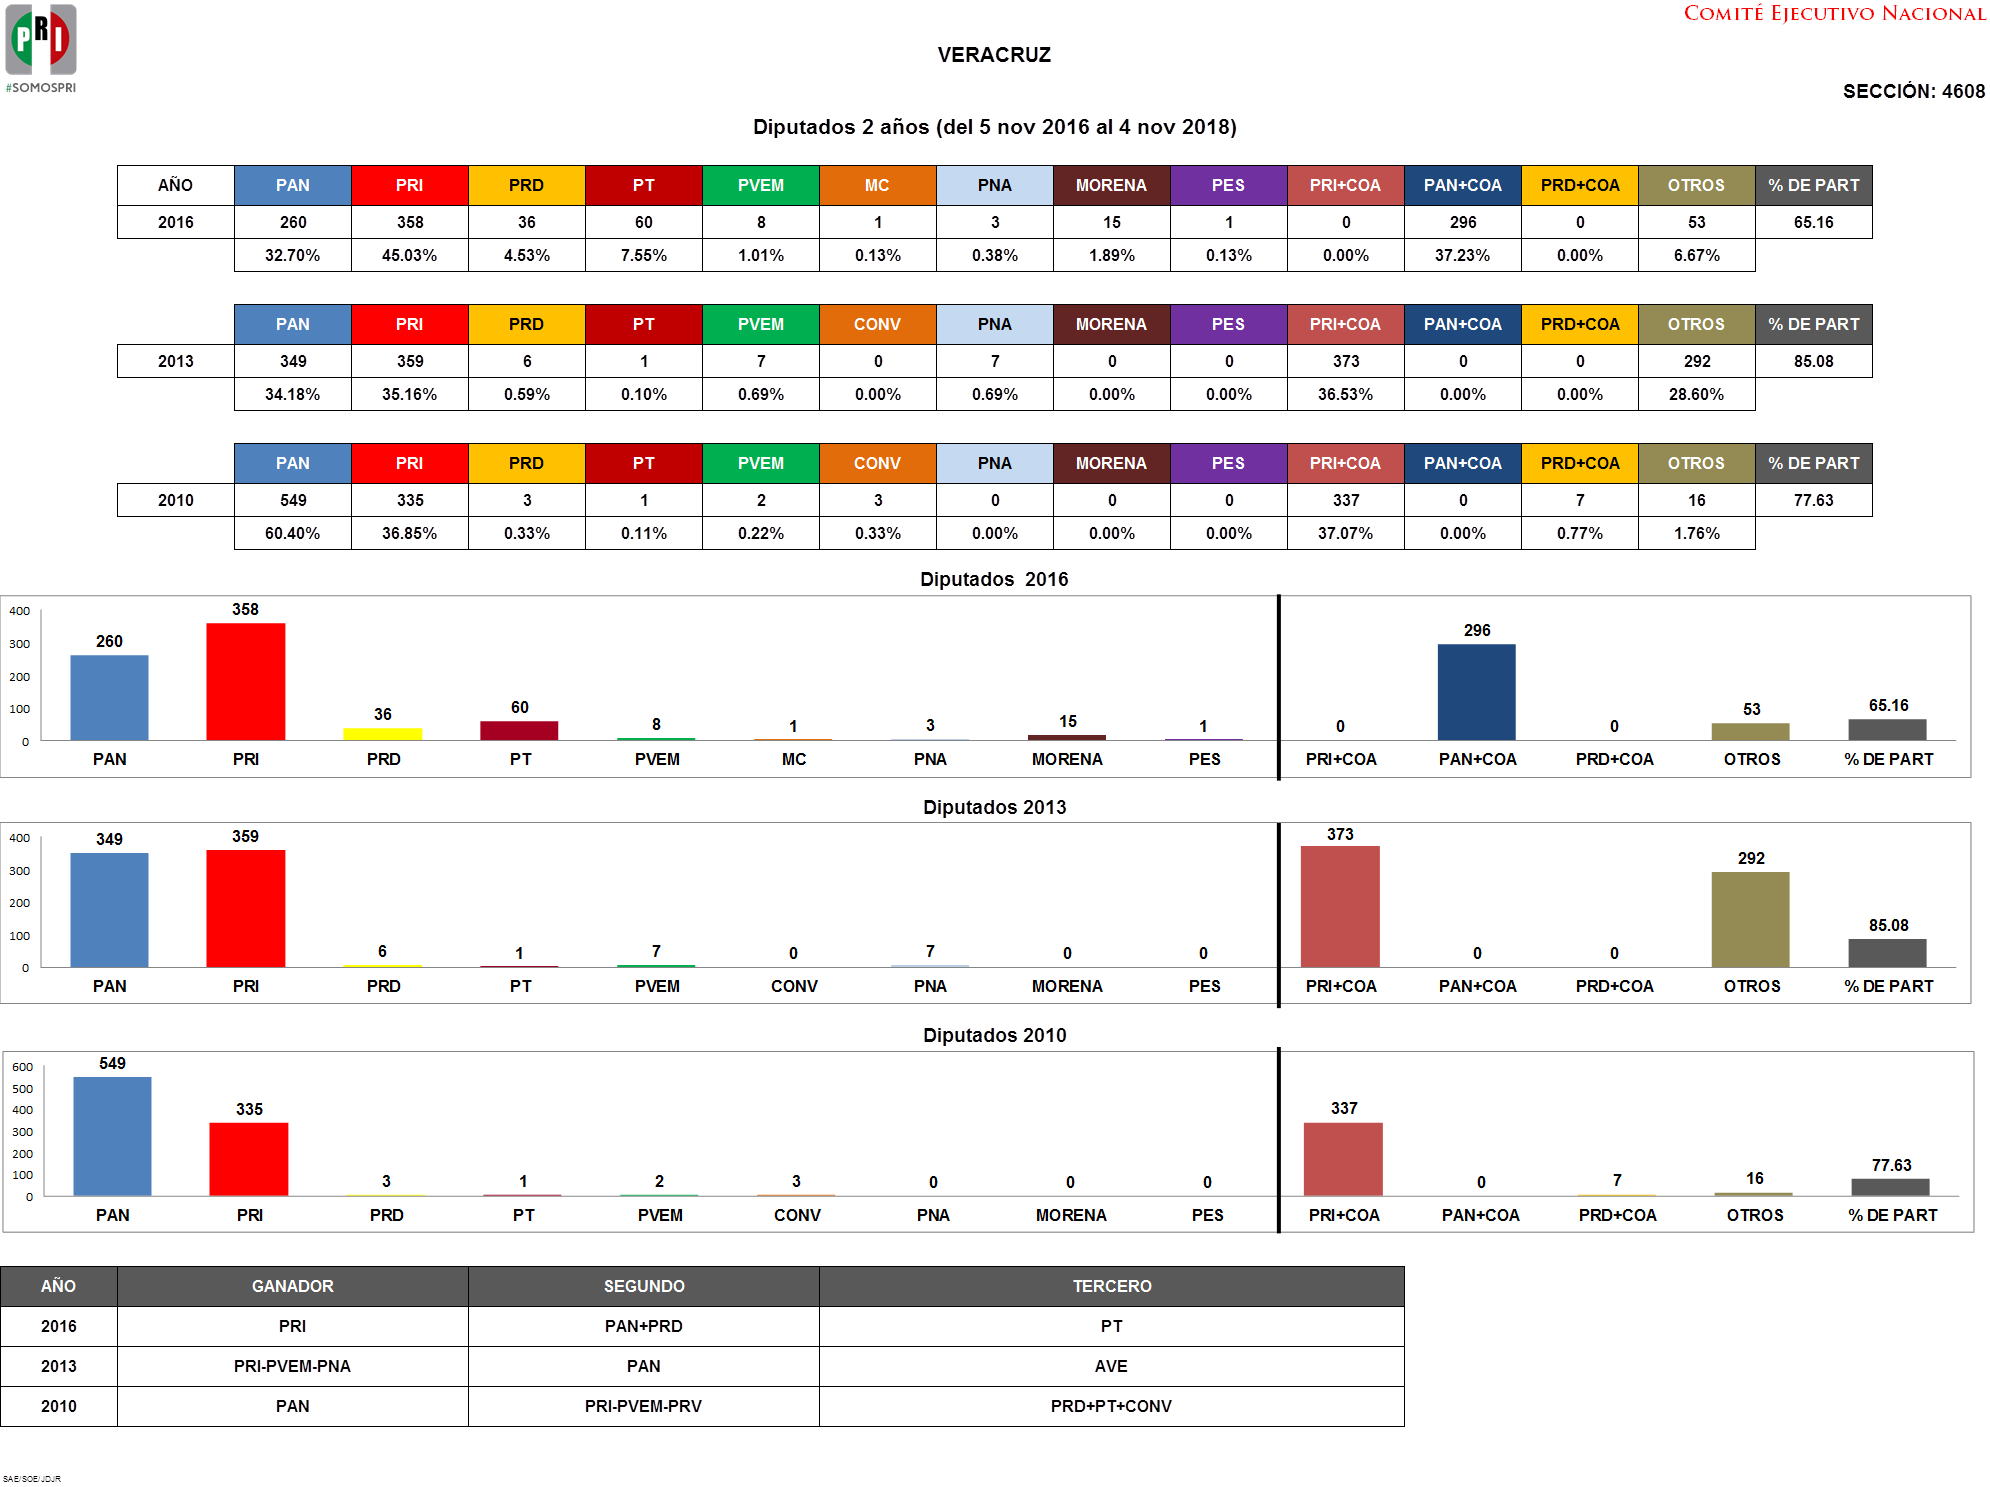 PRI
#SOMOSPRI
COMITÉ EJECUTIVO NACIONAL
VERACRUZ
SECCIÓN: 4608
Diputados 2 años (del 5 nov 2016 al 4 nov 2018)
AÑO PAN PRI PRD PT PVEM MC PNA MORENA PES PRI+COA PAN+COA PRD+COA OTROS % DE PART
2016 260 358 36 60 8 1 3 15 1 0 296 0 53 65.16
32.70% 45.03% 4.53% 7.55% 1.01% 0.13% 0.38% 1.89% 0.13% 0.00% 37.23% 0.00% 6.67%
PAN PRI PRD PT PVEM CONV PNA MORENA PES PRI+COA PAN+COA PRD+COA OTROS % DE PART
2013 349 359 6 1 7 0 7 0 0 373 0 0 292 85.08
34.18% 35.16% 0.59% 0.10% 0.69% 0.00% 0.69% 0.00% 0.00% 36.53% 0.00% 0.00% 28.60%
PAN PRI PRD PT PVEM CONV PNA MORENA PES PRI+COA PAN+COA PRD+COA OTROS % DE PART
2010 549 335 3 1 2 3 0 0 0 337 0 7 16 77.63
60.40% 36.85% 0.33% 0.11% 0.22% 0.33% 0.00% 0.00% 0.00% 37.07% 0.00% 0.77% 1.76%
Diputados 2016
400
300
200
100
0
260 358 36 60 8 1 3 15 1 0 296 0 53 65.16
PAN PRI PRD PT PVEM MC PNA MORENA PES PRI+COA PAN+COA PRD+COA OTROS % DE PART
Diputados 2013
400
300
200
100
0
349 359 6 1 7 0 7 0 0 373 0 0 292 85.08
PAN PRI PRD PT PVEM CONV PNA MORENA PES PRI+COA PAN+COA PRD+COA OTROS % DE PART
Diputados 2010
600
500
400
300
200
100
0
549 335 3 1 2 3 0 0 0 337 0 7 16 77.63
PAN PRI PRD PT PVEM CONV PNA MORENA PES PRI+COA PAN+COA PRD+COA OTROS % DE PART
AÑO GANADOR SEGUNDO TERCERO
2016 PRI PAN+PRD PT
2013 PRI-PVEM-PNA PAN AVE
2010 PAN PRI-PVEM-PRV PRD+PT+CONV
SAE/SOE/JDJR